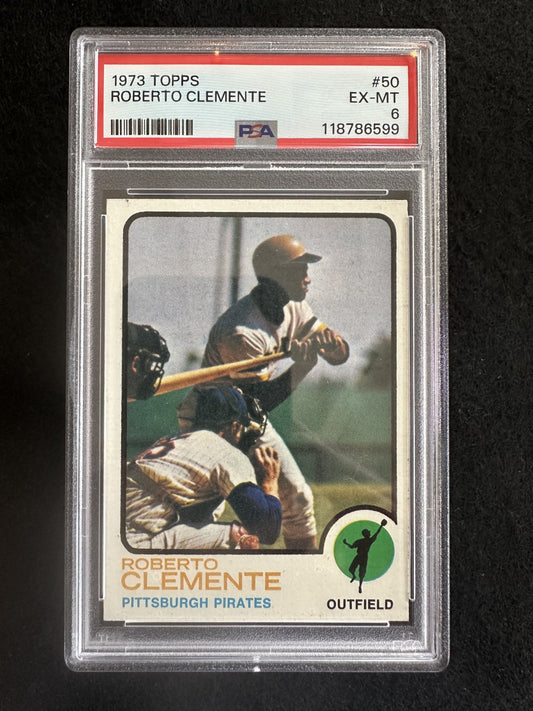 1973 TOPPS #50
ROBERTO CLEMENTE EX-MT
6
PSA 118786599
ROBERTO
CLEMENTE
PITTSBURGH PIRATES OUTFIELD